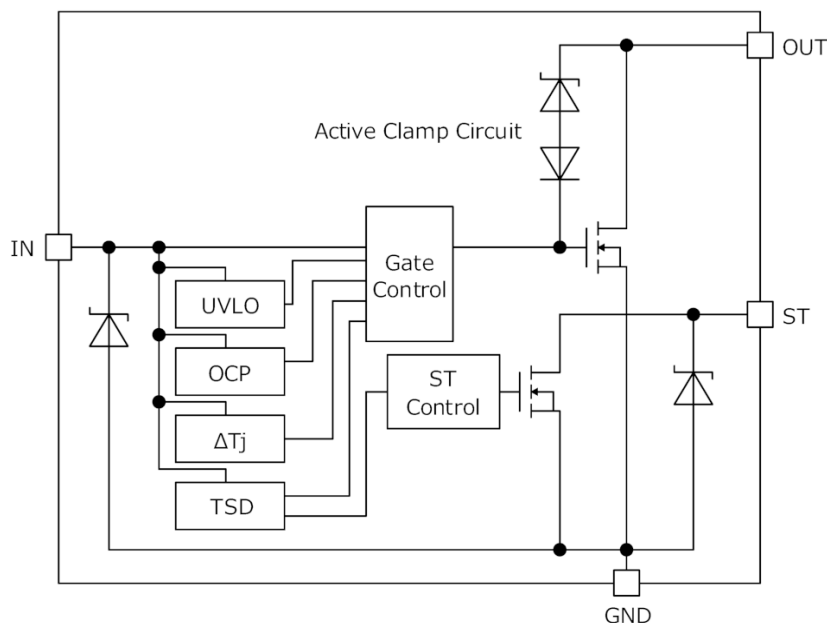 OUT
Active Clamp Circuit
IN
Gate
Control
UVLO
ST
OCP
ST
Control
ΔTj
TSD
GND